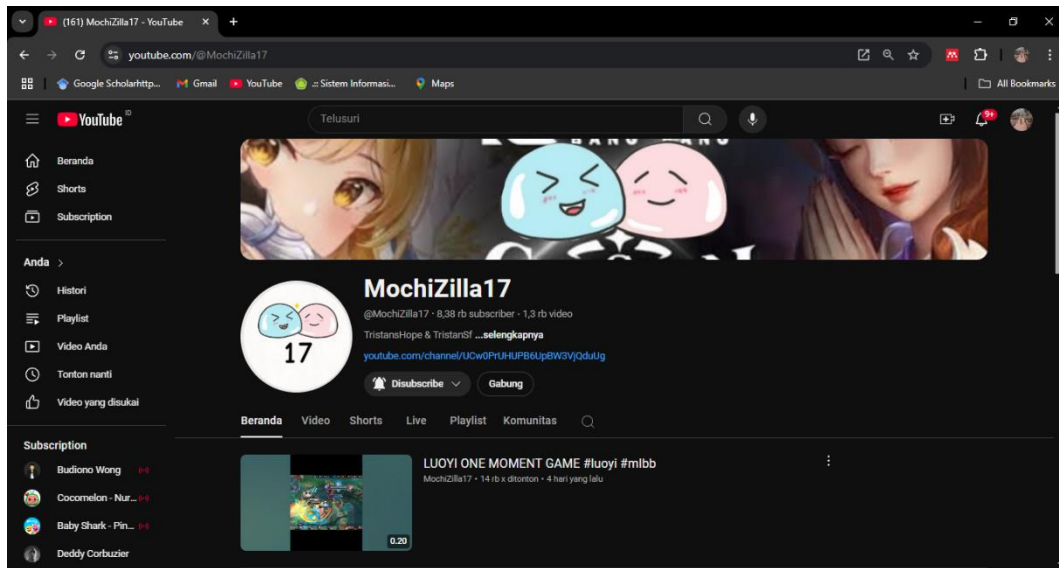 (161) MochiZilla17 - YouTube
youtube.com/@MochiZilla17
Google Scholarhttp...
Gmail
YouTube
.:: Sistem Informasi...
Maps
All Bookmarks
YouTube ID
Telusuri
9+
Beranda
Shorts
Subscription
Anda
Histori
Playlist
Video Anda
Tonton nanti
Video yang disukai
Subscription
Budiono Wong
Cocomelon - Nur...
Baby Shark - Pin...
Deddy Corbuzier
BANG BANG
17
MochiZilla17
@MochiZilla17 · 8,38 rb subscriber · 1,3 rb video
TristansHope & TristanSf ...selengkapnya
youtube.com/channel/UCw0PrUHUPB6UpBW3VjQduUg
Disubscribe
Gabung
Beranda Video Shorts Live Playlist Komunitas
LUOYI ONE MOMENT GAME #luoyi #mlbb
MochiZilla17 • 14 rb x ditonton • 4 hari yang lalu
0.20